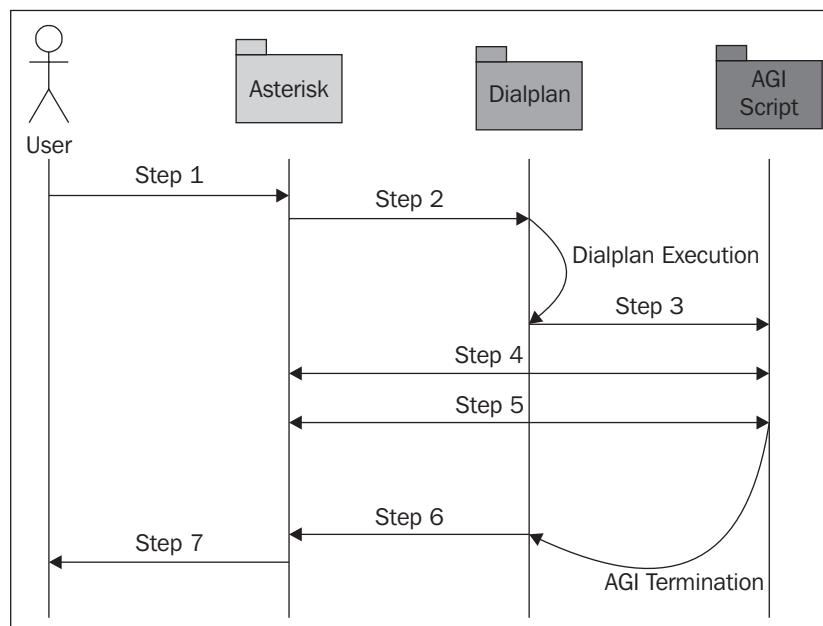 User
Asterisk
Dialplan
AGI
Script
Step 1
Step 2
Dialplan Execution
Step 3
Step 4
Step 5
Step 6
Step 7
AGI Termination